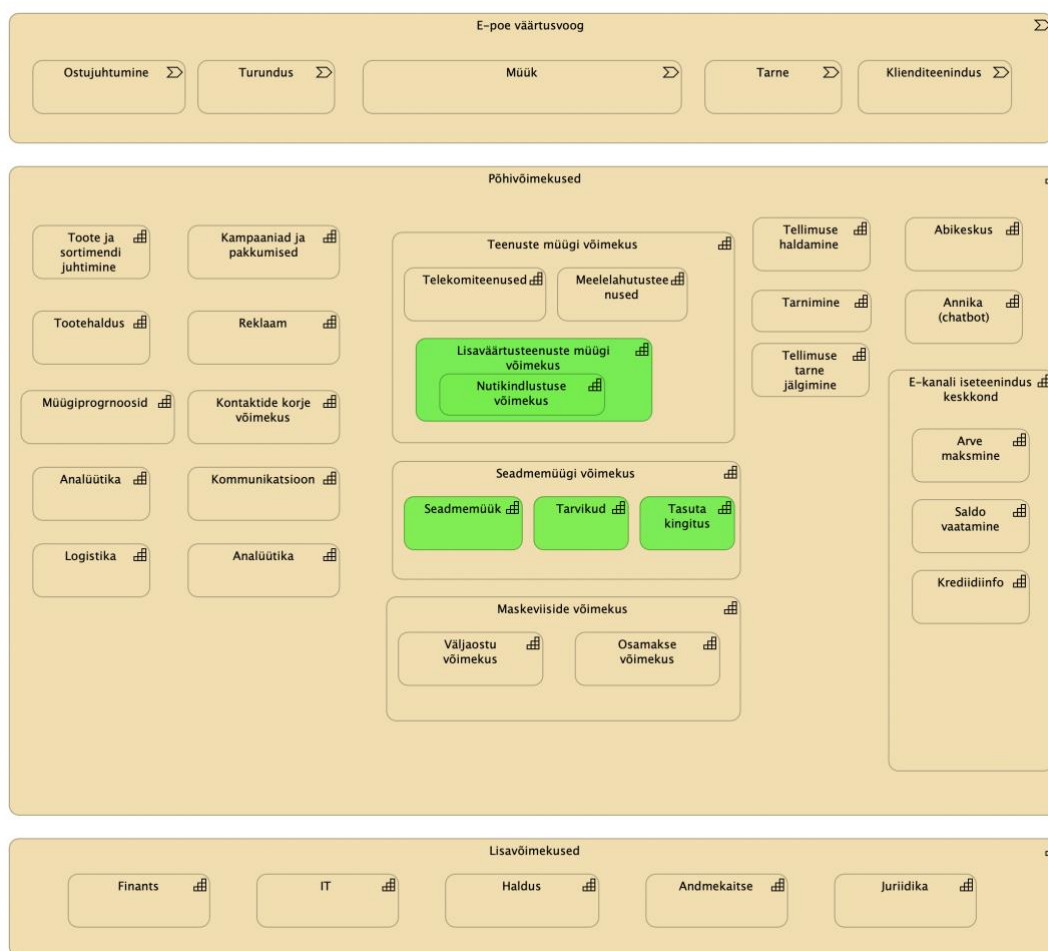 E-poe väärtusvoog
Ostujuhtumine
Turundus
Müük
Tarne
Klienditeenindus
Põhivõimekused
Toote ja
sortimendi
juhtimine
Tootehaldus
Müügiprogrnoosid
Analüütika
Logistika
Kampaaniad ja
pakkumised
Reklaam
Kontaktide korje
võimekus
Kommunikatsioon
Analüütika
Teenuste müügi võimekus
Telekomiteenused
Meelelahutustee
nused
Lisaväärtusteenuste müügi
võimekus
Nutikindlustuse
võimekus
Seadmemüügi võimekus
Seadmemüük
Tarvikud
Tasuta
kingitus
Maskeviiside võimekus
Väljaostu
võimekus
Osamakse
võimekus
Tellimuse
haldamine
Tarnimine
Tellimuse
tarne
jälgimine
Abikeskus
Annika
(chatbot)
E-kanali iseteenindus
keskkond
Arve
maksmine
Saldo
vaatamine
Krediidiinfo
Lisavõimekused
Finants
IT
Haldus
Andmekaitse
Juriidika